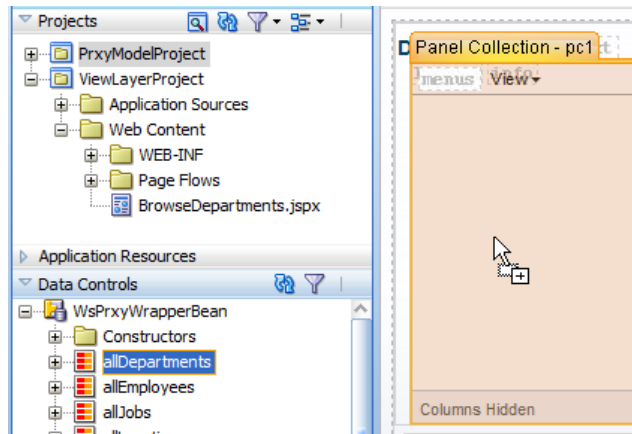 Projects
PrxyModelProject
ViewLayerProject
Application Sources
Web Content
WEB-INF
Page Flows
BrowseDepartments.jspx
Application Resources
Data Controls
WsPrxyWrapperBean
Constructors
allDepartments
allEmployees
allJobs
D
Panel Collection - pc1
menus
View
Columns Hidden